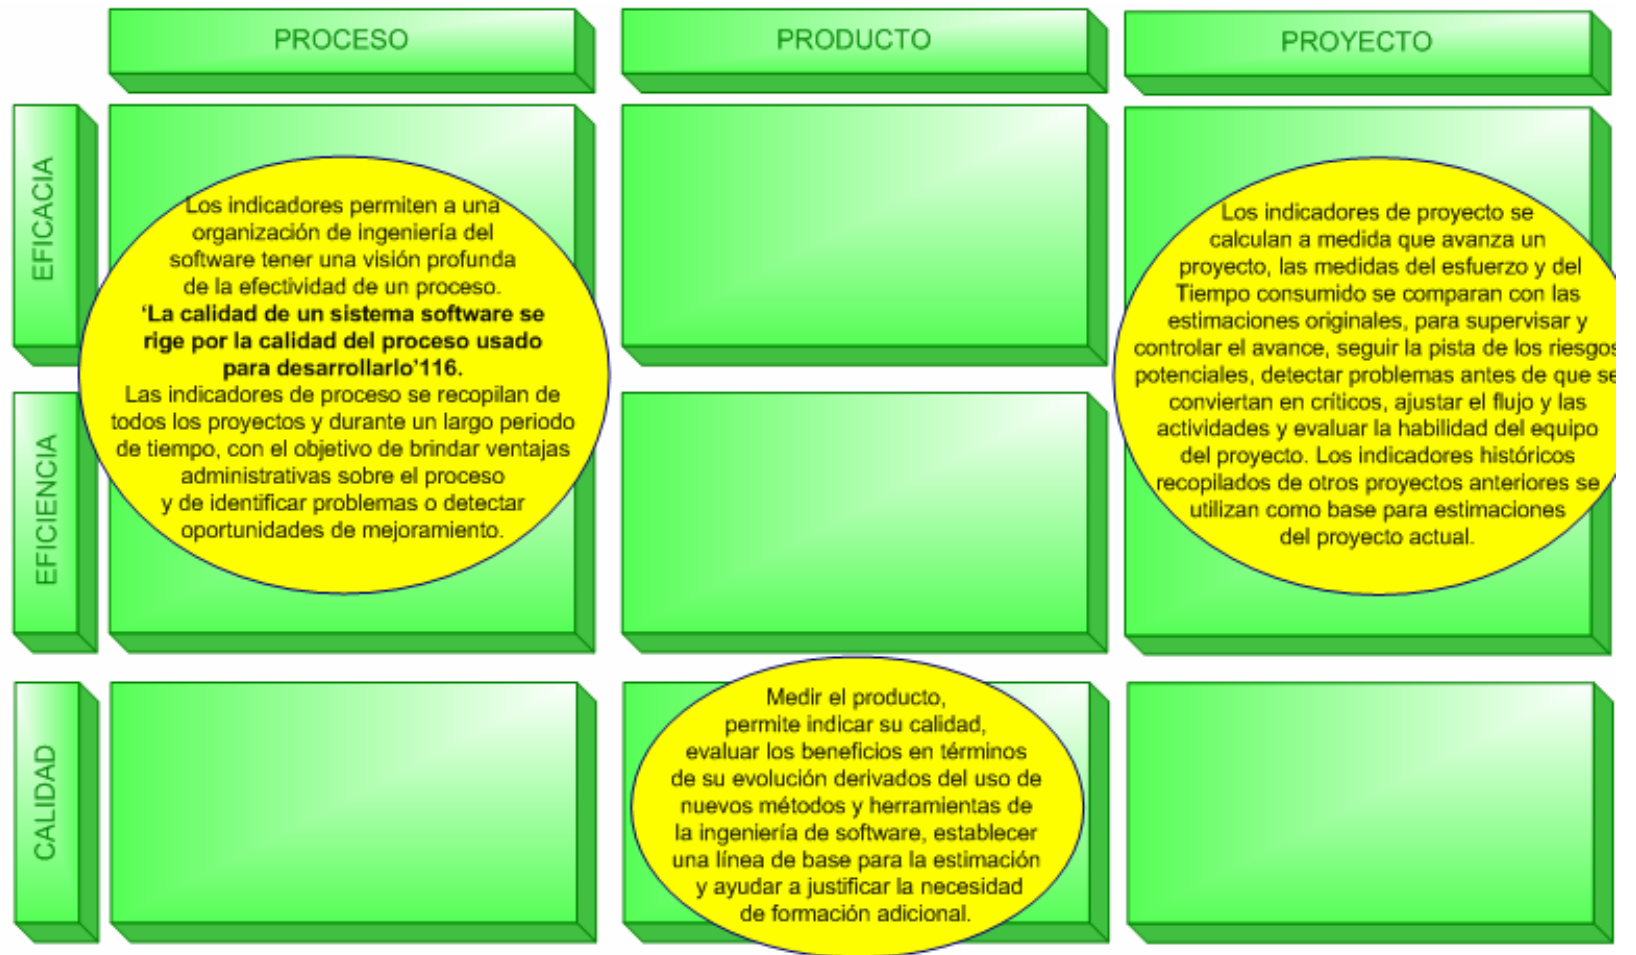 PROCESO
PRODUCTO
PROYECTO
EFICACIA
Los indicadores permiten a una
organización de ingeniería del
software tener una visión profunda
de la efectividad de un proceso.
‘La calidad de un sistema software se
rige por la calidad del proceso usado
para desarrollarlo’116.
Las indicadores de proceso se recopilan de
todos los proyectos y durante un largo periodo
de tiempo, con el objetivo de brindar ventajas
administrativas sobre el proceso
y de identificar problemas o detectar
oportunidades de mejoramiento.
Los indicadores de proyecto se
calculan a medida que avanza un
proyecto, las medidas del esfuerzo y del
Tiempo consumido se comparan con las
estimaciones originales, para supervisar y
controlar el avance, seguir la pista de los riesgos
potenciales, detectar problemas antes de que se
conviertan en críticos, ajustar el flujo y las
actividades y evaluar la habilidad del equipo
del proyecto. Los indicadores históricos
recopilados de otros proyectos anteriores se
utilizan como base para estimaciones
del proyecto actual.
EFICIENCIA
CALIDAD
Medir el producto,
permite indicar su calidad,
evaluar los beneficios en términos
de su evolución derivados del uso de
nuevos métodos y herramientas de
la ingeniería de software, establecer
una línea de base para la estimación
y ayudar a justificar la necesidad
de formación adicional.